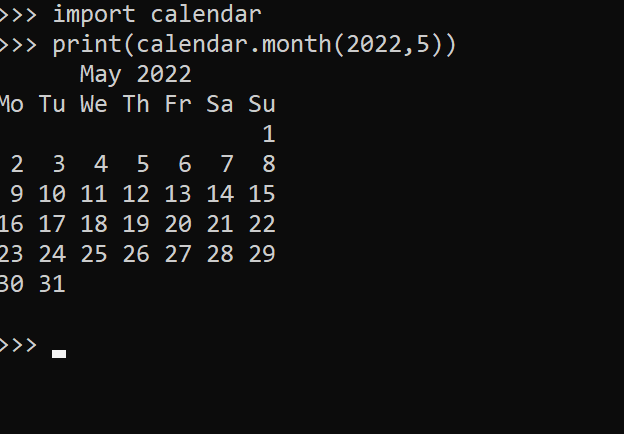 >>> import calendar
>>> print(calendar.month(2022,5))
      May 2022
Mo Tu We Th Fr Sa Su
                   1
 2  3  4  5  6  7  8
 9 10 11 12 13 14 15
16 17 18 19 20 21 22
23 24 25 26 27 28 29
30 31
>>>